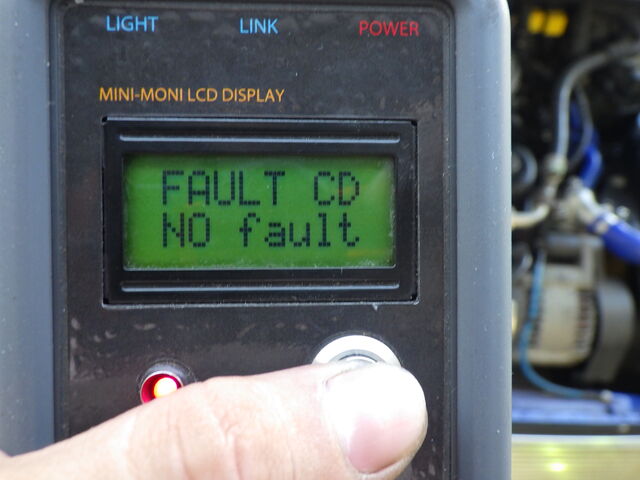 LIGHT LINK POWER
MINI-MONI LCD DISPLAY
FAULT CD
NO fault